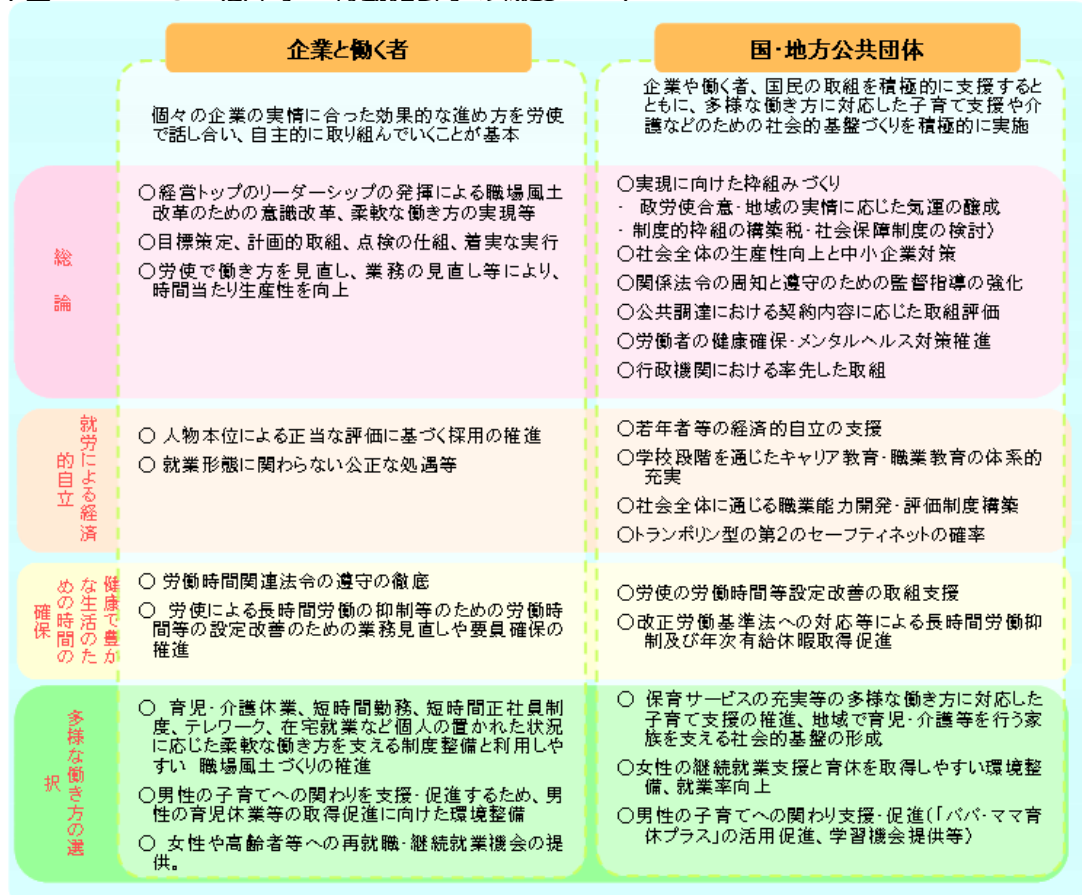 企業と働く者
国・地方公共団体
個々の企業の実情に合った効果的な進め方を労使
で話し合い、自主的に取り組んでいくことが基本
企業や働く者、国民の取組を積極的に支援すると
ともに、多様な働き方に対応した子育て支援や介
護などのための社会的基盤づくりを積極的に実施
総論
○経営トップのリーダーシップの発揮による職場風土
改革のための意識改革、柔軟な働き方の実現等
○目標策定、計画的取組、点検の仕組、着実な実行
○労使で働き方を見直し、業務の見直し等により、
時間当たり生産性を向上
○実現に向けた枠組みづくり
・ 政労使合意・地域の実情に応じた気運の醸成
・ 制度的枠組の構築税・社会保障制度の検討）
○社会全体の生産性向上と中小企業対策
○関係法令の周知と遵守のための監督指導の強化
○公共調達における契約内容に応じた取組評価
○労働者の健康確保・メンタルヘルス対策推進
○行政機関における率先した取組
就労による経済
的自立
○ 人物本位による正当な評価に基づく採用の推進
○ 就業形態に関わらない公正な処遇等
○若年者等の経済的自立の支援
○学校段階を通じたキャリア教育・職業教育の体系的
充実
○社会全体に通じる職業能力開発・評価制度構築
○トランポリン型の第2のセーフティネットの確率
健康で豊か
な生活のた
めの時間の
確保
○ 労働時間関連法令の遵守の徹底
○ 労使による長時間労働の抑制等のための労働時
間等の設定改善のための業務見直しや要員確保の
推進
○労使の労働時間等設定改善の取組支援
○改正労働基準法への対応等による長時間労働抑
制及び年次有給休暇取得促進
多様な働き方の選
択
○ 育児・介護休業、短時間勤務、短時間正社員制
度、テレワーク、在宅就業など個人の置かれた状況
に応じた柔軟な働き方を支える制度整備と利用しや
すい 職場風土づくりの推進
○男性の子育てへの関わりを支援・促進するため、男
性の育児休業等の取得促進に向けた環境整備
○ 女性や高齢者等への再就職・継続就業機会の提
供。
○ 保育サービスの充実等の多様な働き方に対応した
子育て支援の推進、地域で育児・介護等を行う家
族を支える社会的基盤の形成
○女性の継続就業支援と育休を取得しやすい環境整
備、就業率向上
○男性の子育てへの関わり支援・促進（「パパ・ママ育
休プラス」の活用促進、学習機会提供等）